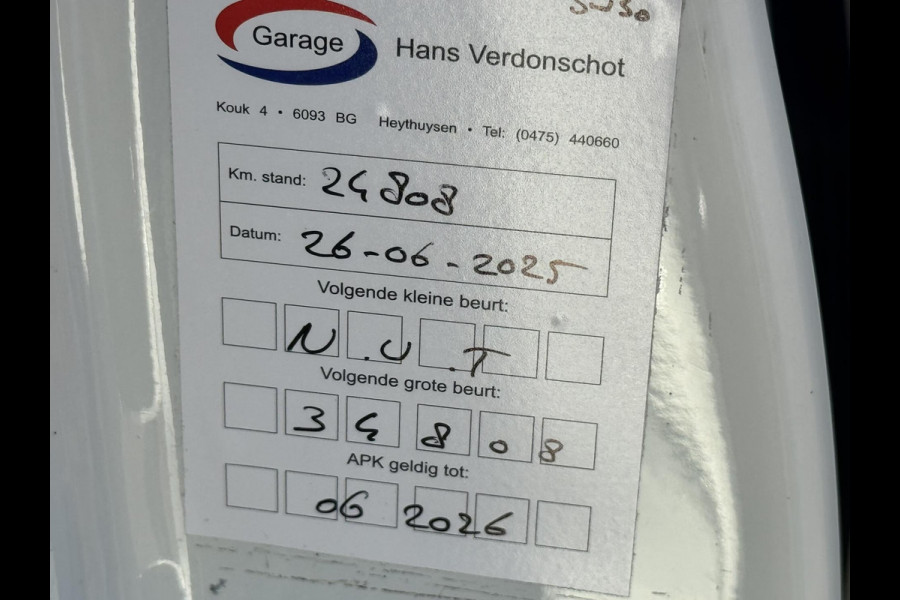 5W30
Garage Hans Verdonschot
Kouk 4 • 6093 BG Heythuysen • Tel: (0475) 440660
Km. stand: 24808
Datum: 26-06-2025
Volgende kleine beurt:
N.V.T
Volgende grote beurt:
34808
APK geldig tot:
06 2026